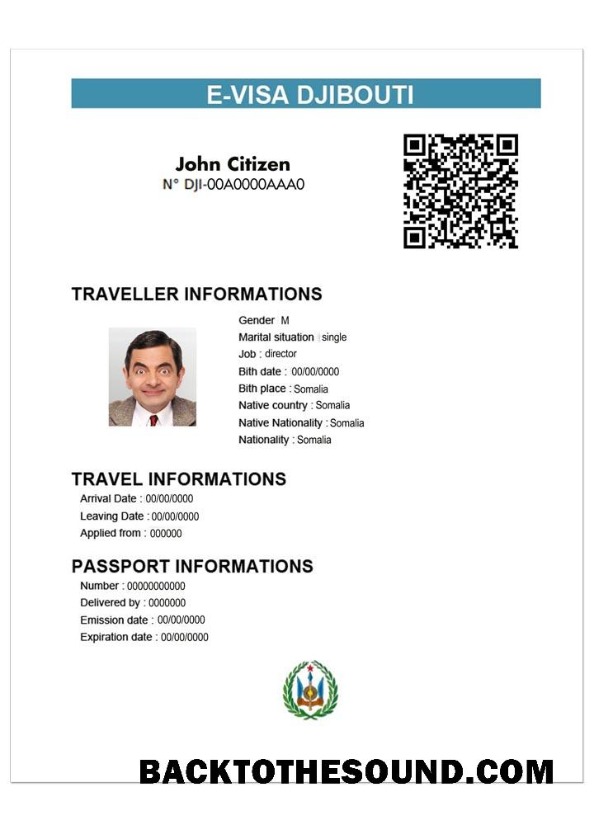 E-VISA DJIBOUTI
John Citizen
N° DJI-00A0000AAA0
TRAVELLER INFORMATIONS
Gender M
Marital situation : single
Job : director
Bith date : 00/00/0000
Bith place : Somalia
Native country : Somalia
Native Nationality : Somalia
Nationality : Somalia
TRAVEL INFORMATIONS
Arrival Date : 00/00/0000
Leaving Date : 00/00/0000
Applied from : 000000
PASSPORT INFORMATIONS
Number : 00000000000
Delivered by : 0000000
Emission date : 00/00/0000
Expiration date : 00/00/0000
BACKTOTHESOUND.COM